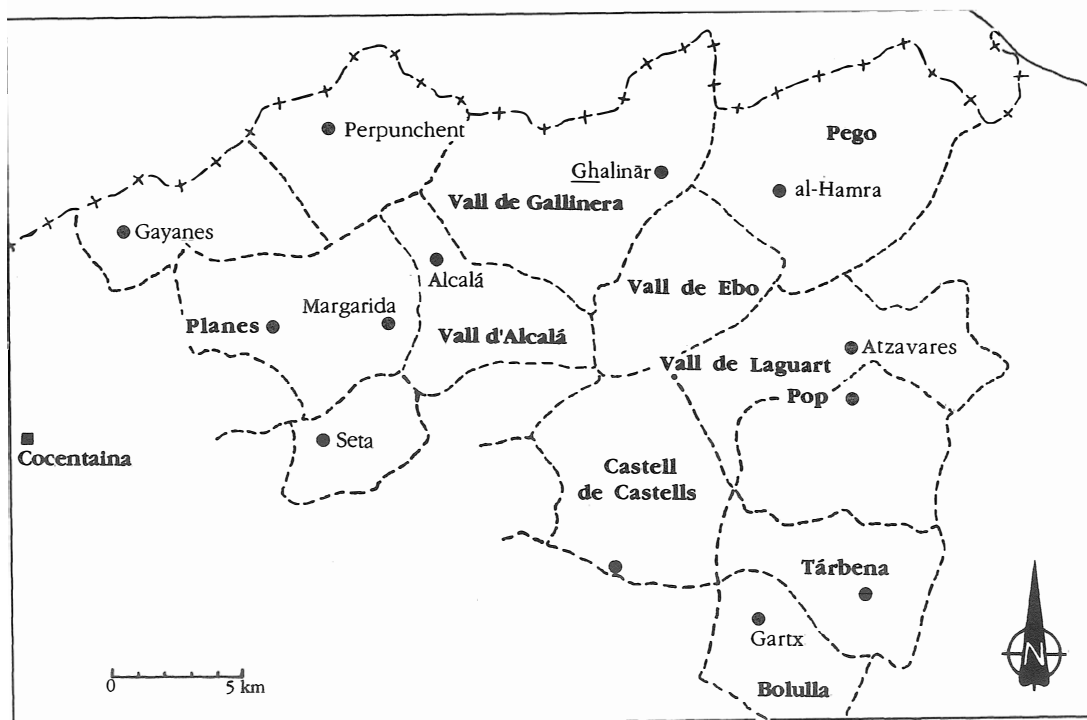 Perpunchent
Pego
Ghalinār
al-Hamra
Vall de Gallinera
Gayanes
Alcalá
Vall de Ebo
Margarida
Planes
Vall d'Alcalá
Atzavares
Vall de Laguart
Pop
Seta
Cocentaina
Castell
de Castells
Tárbena
Gartx
N
0 5 km
Bolulla